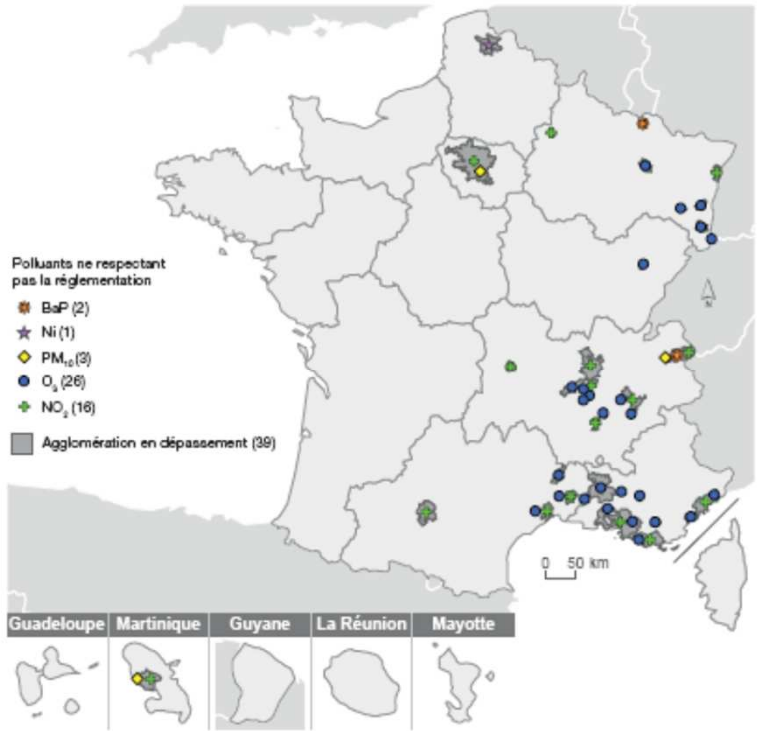 Polluants ne respectant
pas la réglementation
BaP (2)
Ni (1)
PM₁₀ (3)
O₃ (26)
NO₂ (16)
Agglomération en dépassement (39)
N
0 50 km
Guadeloupe Martinique Guyane La Réunion Mayotte